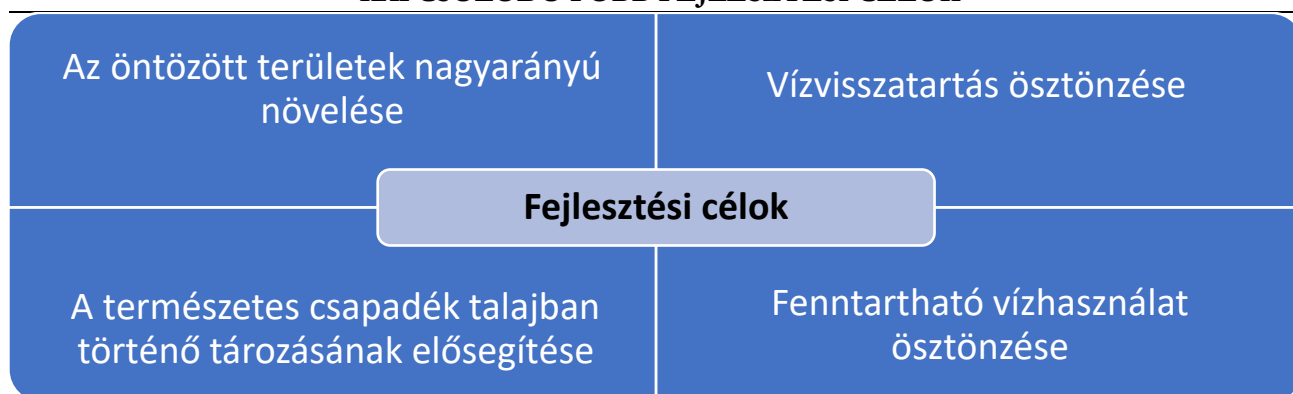 Az öntözött területek nagyarányú
növelése
Vízvisszatartás ösztönzése
Fejlesztési célok
A természetes csapadék talajban
történő tározásának elősegítése
Fenntartható vízhasználat
ösztönzése